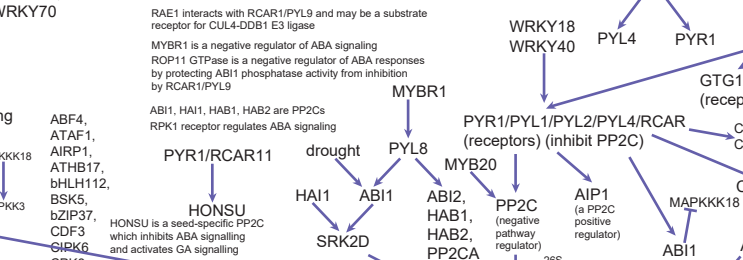 WRKY70
RAE1 interacts with RCAR1/PYL9 and may be a substrate
receptor for CUL4-DDB1 E3 ligase
MYBR1 is a negative regulator of ABA signaling
ROP11 GTPase is a negative regulator of ABA responses
by protecting ABI1 phosphatase activity from inhibition
by RCAR1/PYL9
ABI1, HAI1, HAB1, HAB2 are PP2Cs
RPK1 receptor regulates ABA signaling
WRKY18
WRKY40
PYL4
PYR1
GTG1
(recep
MYBR1
PYR1/PYL1/PYL2/PYL4/RCAR
(receptors) (inhibit PP2C)
ABF4,
ATAF1,
AIRP1,
ATHB17,
bHLH112,
BSK5,
bZIP37,
CDF3
CIPK6
KKK18
PKK3
PYR1/RCAR11
HONSU
HONSU is a seed-specific PP2C
which inhibits ABA signalling
and activates GA signalling
drought
PYL8
HAI1
ABI1
SRK2D
ABI2,
HAB1,
HAB2,
PP2CA
MYB20
PP2C
(negative
pathway
regulator)
26S
AIP1
(a PP2C
positive
regulator)
MAPKKK18
ABI1